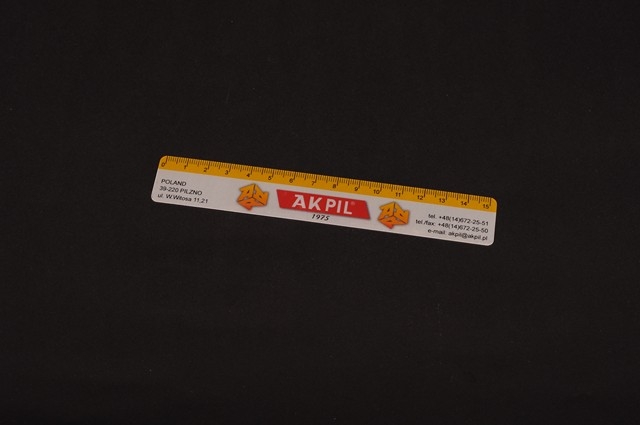 0 1 2 3 4 5 6 7 8 9 10 11 12 13 14 15
POLAND
39-220 PILZNO
ul. W.Witosa 11,21
AKPIL®
1975
tel. +48(14)672-25-51
tel./fax. +48(14)672-25-50
e-mail: akpil@akpil.pl